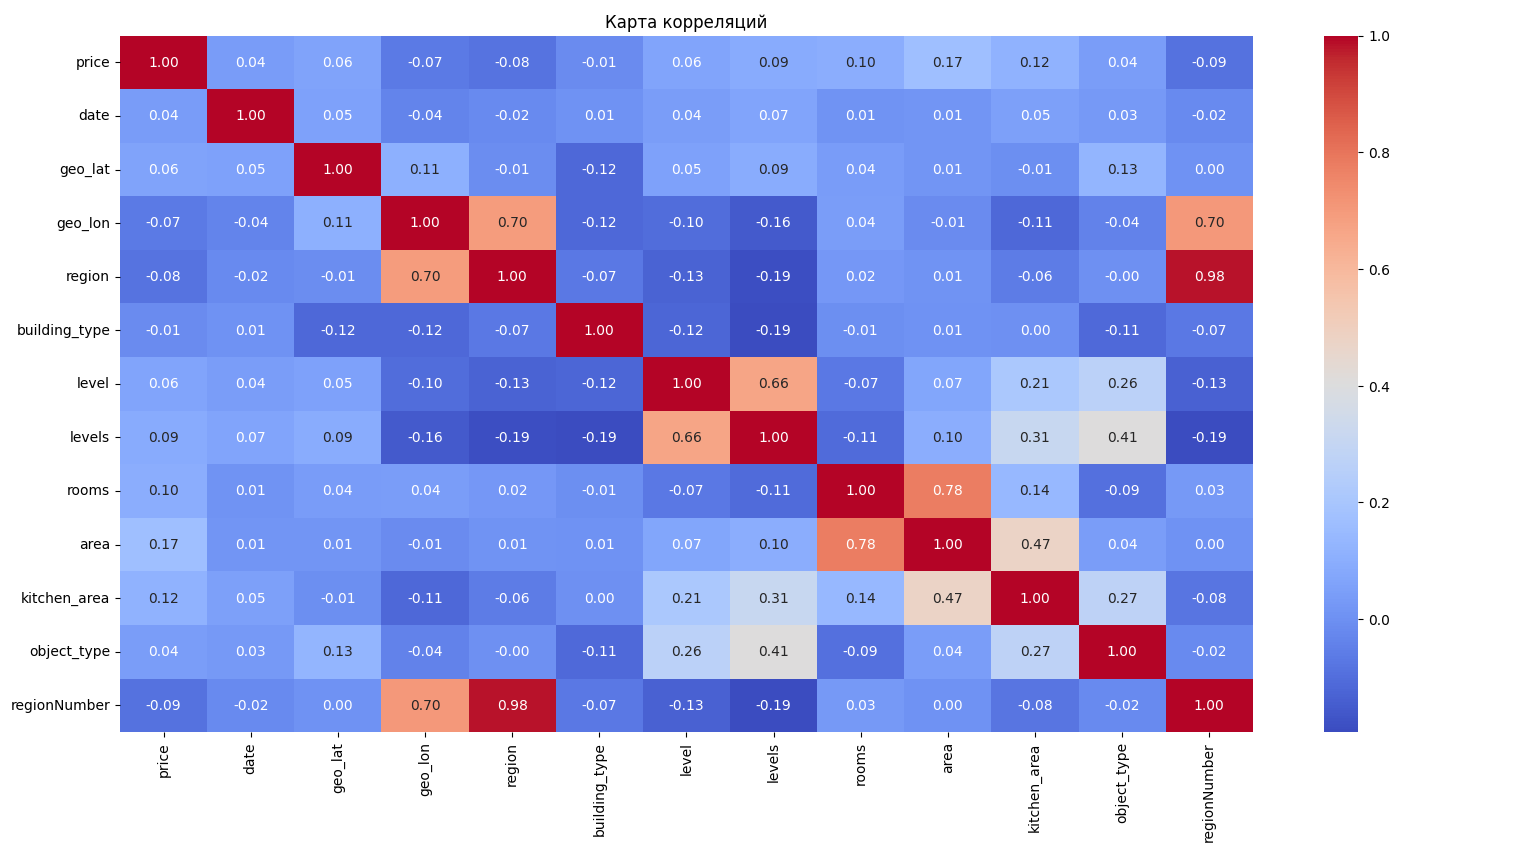 Карта корреляций
price 1.00 0.04 0.06 -0.07 -0.08 -0.01 0.06 0.09 0.10 0.17 0.12 0.04 -0.09
date 0.04 1.00 0.05 -0.04 -0.02 0.01 0.04 0.07 0.01 0.01 0.05 0.03 -0.02
geo_lat 0.06 0.05 1.00 0.11 -0.01 -0.12 0.05 0.09 0.04 0.01 -0.01 0.13 0.00
geo_lon -0.07 -0.04 0.11 1.00 0.70 -0.12 -0.10 -0.16 0.04 -0.01 -0.11 -0.04 0.70
region -0.08 -0.02 -0.01 0.70 1.00 -0.07 -0.13 -0.19 0.02 0.01 -0.06 -0.00 0.98
building_type -0.01 0.01 -0.12 -0.12 -0.07 1.00 -0.12 -0.19 -0.01 0.01 0.00 -0.11 -0.07
level 0.06 0.04 0.05 -0.10 -0.13 -0.12 1.00 0.66 -0.07 0.07 0.21 0.26 -0.13
levels 0.09 0.07 0.09 -0.16 -0.19 -0.19 0.66 1.00 -0.11 0.10 0.31 0.41 -0.19
rooms 0.10 0.01 0.04 0.04 0.02 -0.01 -0.07 -0.11 1.00 0.78 0.14 -0.09 0.03
area 0.17 0.01 0.01 -0.01 0.01 0.01 0.07 0.10 0.78 1.00 0.47 0.04 0.00
kitchen_area 0.12 0.05 -0.01 -0.11 -0.06 0.00 0.21 0.31 0.14 0.47 1.00 0.27 -0.08
object_type 0.04 0.03 0.13 -0.04 -0.00 -0.11 0.26 0.41 -0.09 0.04 0.27 1.00 -0.02
regionNumber -0.09 -0.02 0.00 0.70 0.98 -0.07 -0.13 -0.19 0.03 0.00 -0.08 -0.02 1.00
price date geo_lat geo_lon region building_type level levels rooms area kitchen_area object_type regionNumber
1.0
0.8
0.6
0.4
0.2
0.0